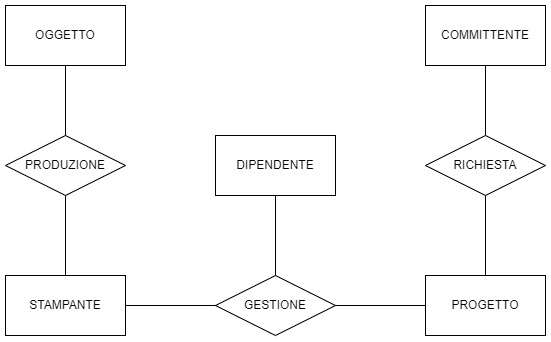 OGGETTO
COMMITTENTE
PRODUZIONE
DIPENDENTE
RICHIESTA
STAMPANTE
GESTIONE
PROGETTO